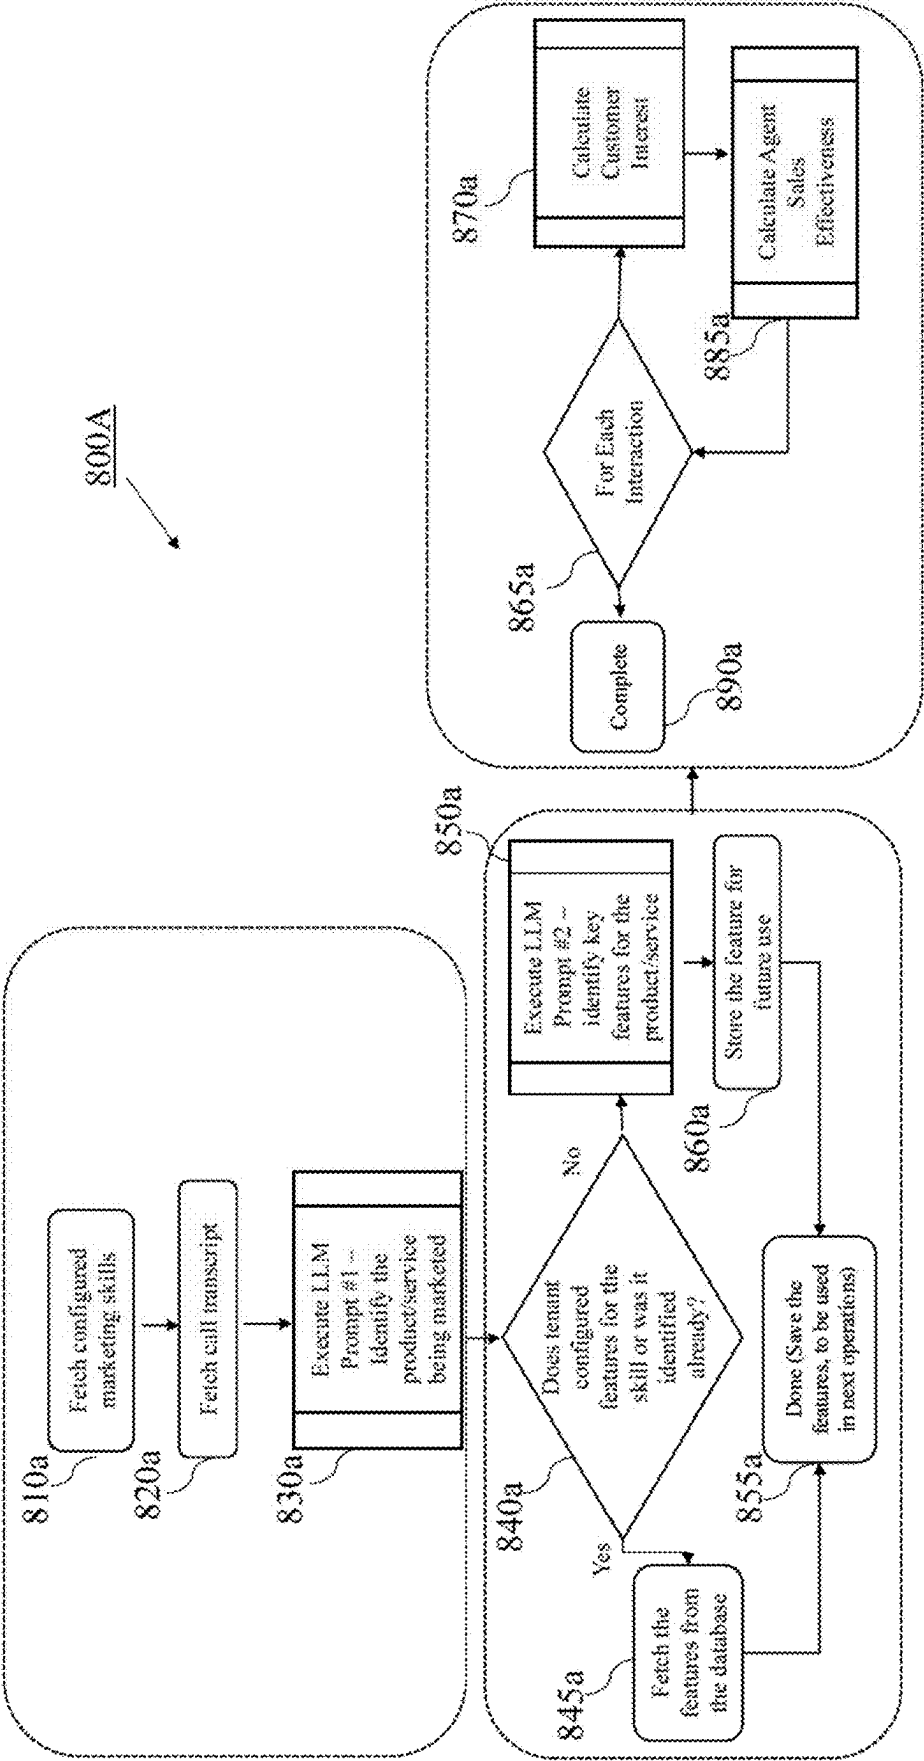 800A
810a
Fetch configured
marketing skills
820a
Fetch call transcript
830a
Execute LLM
Prompt #1 –
Identify the
product/service
being marketed
840a
Does tenant
configured
features for the
skill or was it
identified
already?
Yes
No
845a
Fetch the
features from
the database
850a
Execute LLM
Prompt #2 –
identify key
features for the
product/service
860a
Store the feature for
future use
855a
Done (Save the
features, to be used
in next operations)
865a
For Each
Interaction
870a
Calculate
Customer
Interest
885a
Calculate Agent
Sales
Effectiveness
890a
Complete